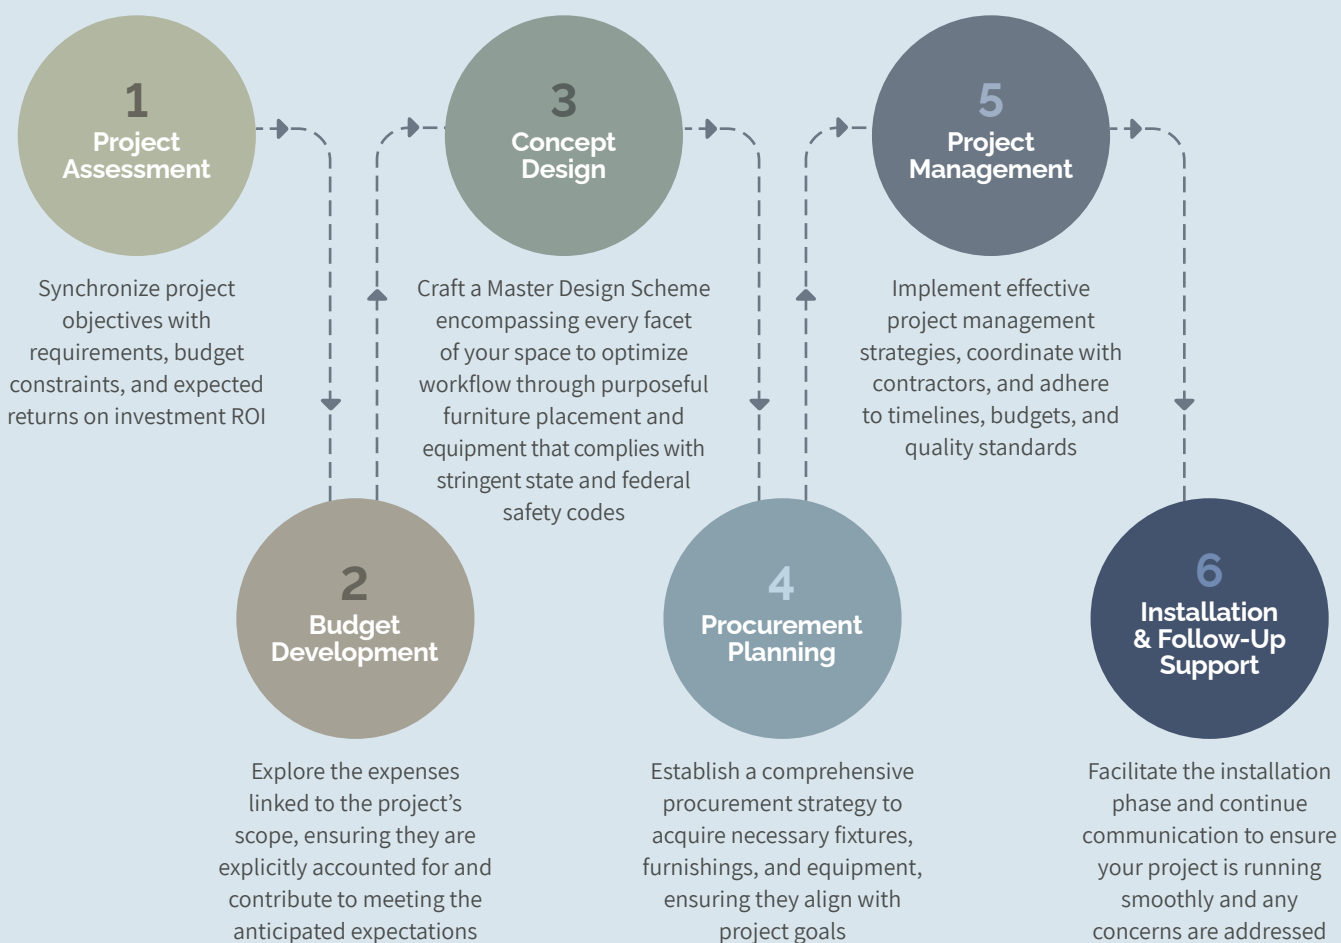 1
Project
Assessment
Synchronize project
objectives with
requirements, budget
constraints, and expected
returns on investment ROI
2
Budget
Development
Explore the expenses
linked to the project’s
scope, ensuring they are
explicitly accounted for and
contribute to meeting the
anticipated expectations
3
Concept
Design
Craft a Master Design Scheme
encompassing every facet
of your space to optimize
workflow through purposeful
furniture placement and
equipment that complies with
stringent state and federal
safety codes
4
Procurement
Planning
Establish a comprehensive
procurement strategy to
acquire necessary fixtures,
furnishings, and equipment,
ensuring they align with
project goals
5
Project
Management
Implement effective
project management
strategies, coordinate with
contractors, and adhere
to timelines, budgets, and
quality standards
6
Installation
& Follow-Up
Support
Facilitate the installation
phase and continue
communication to ensure
your project is running
smoothly and any
concerns are addressed